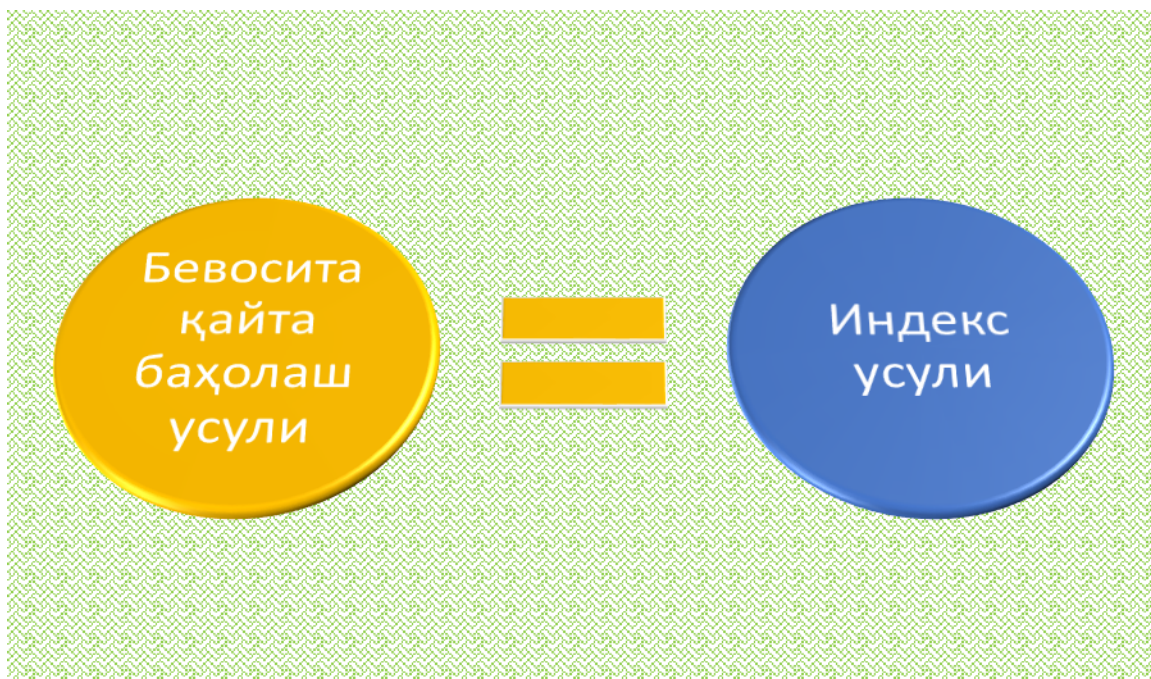 Бевосита
қайта
баҳолаш
усули
Индекс
усули